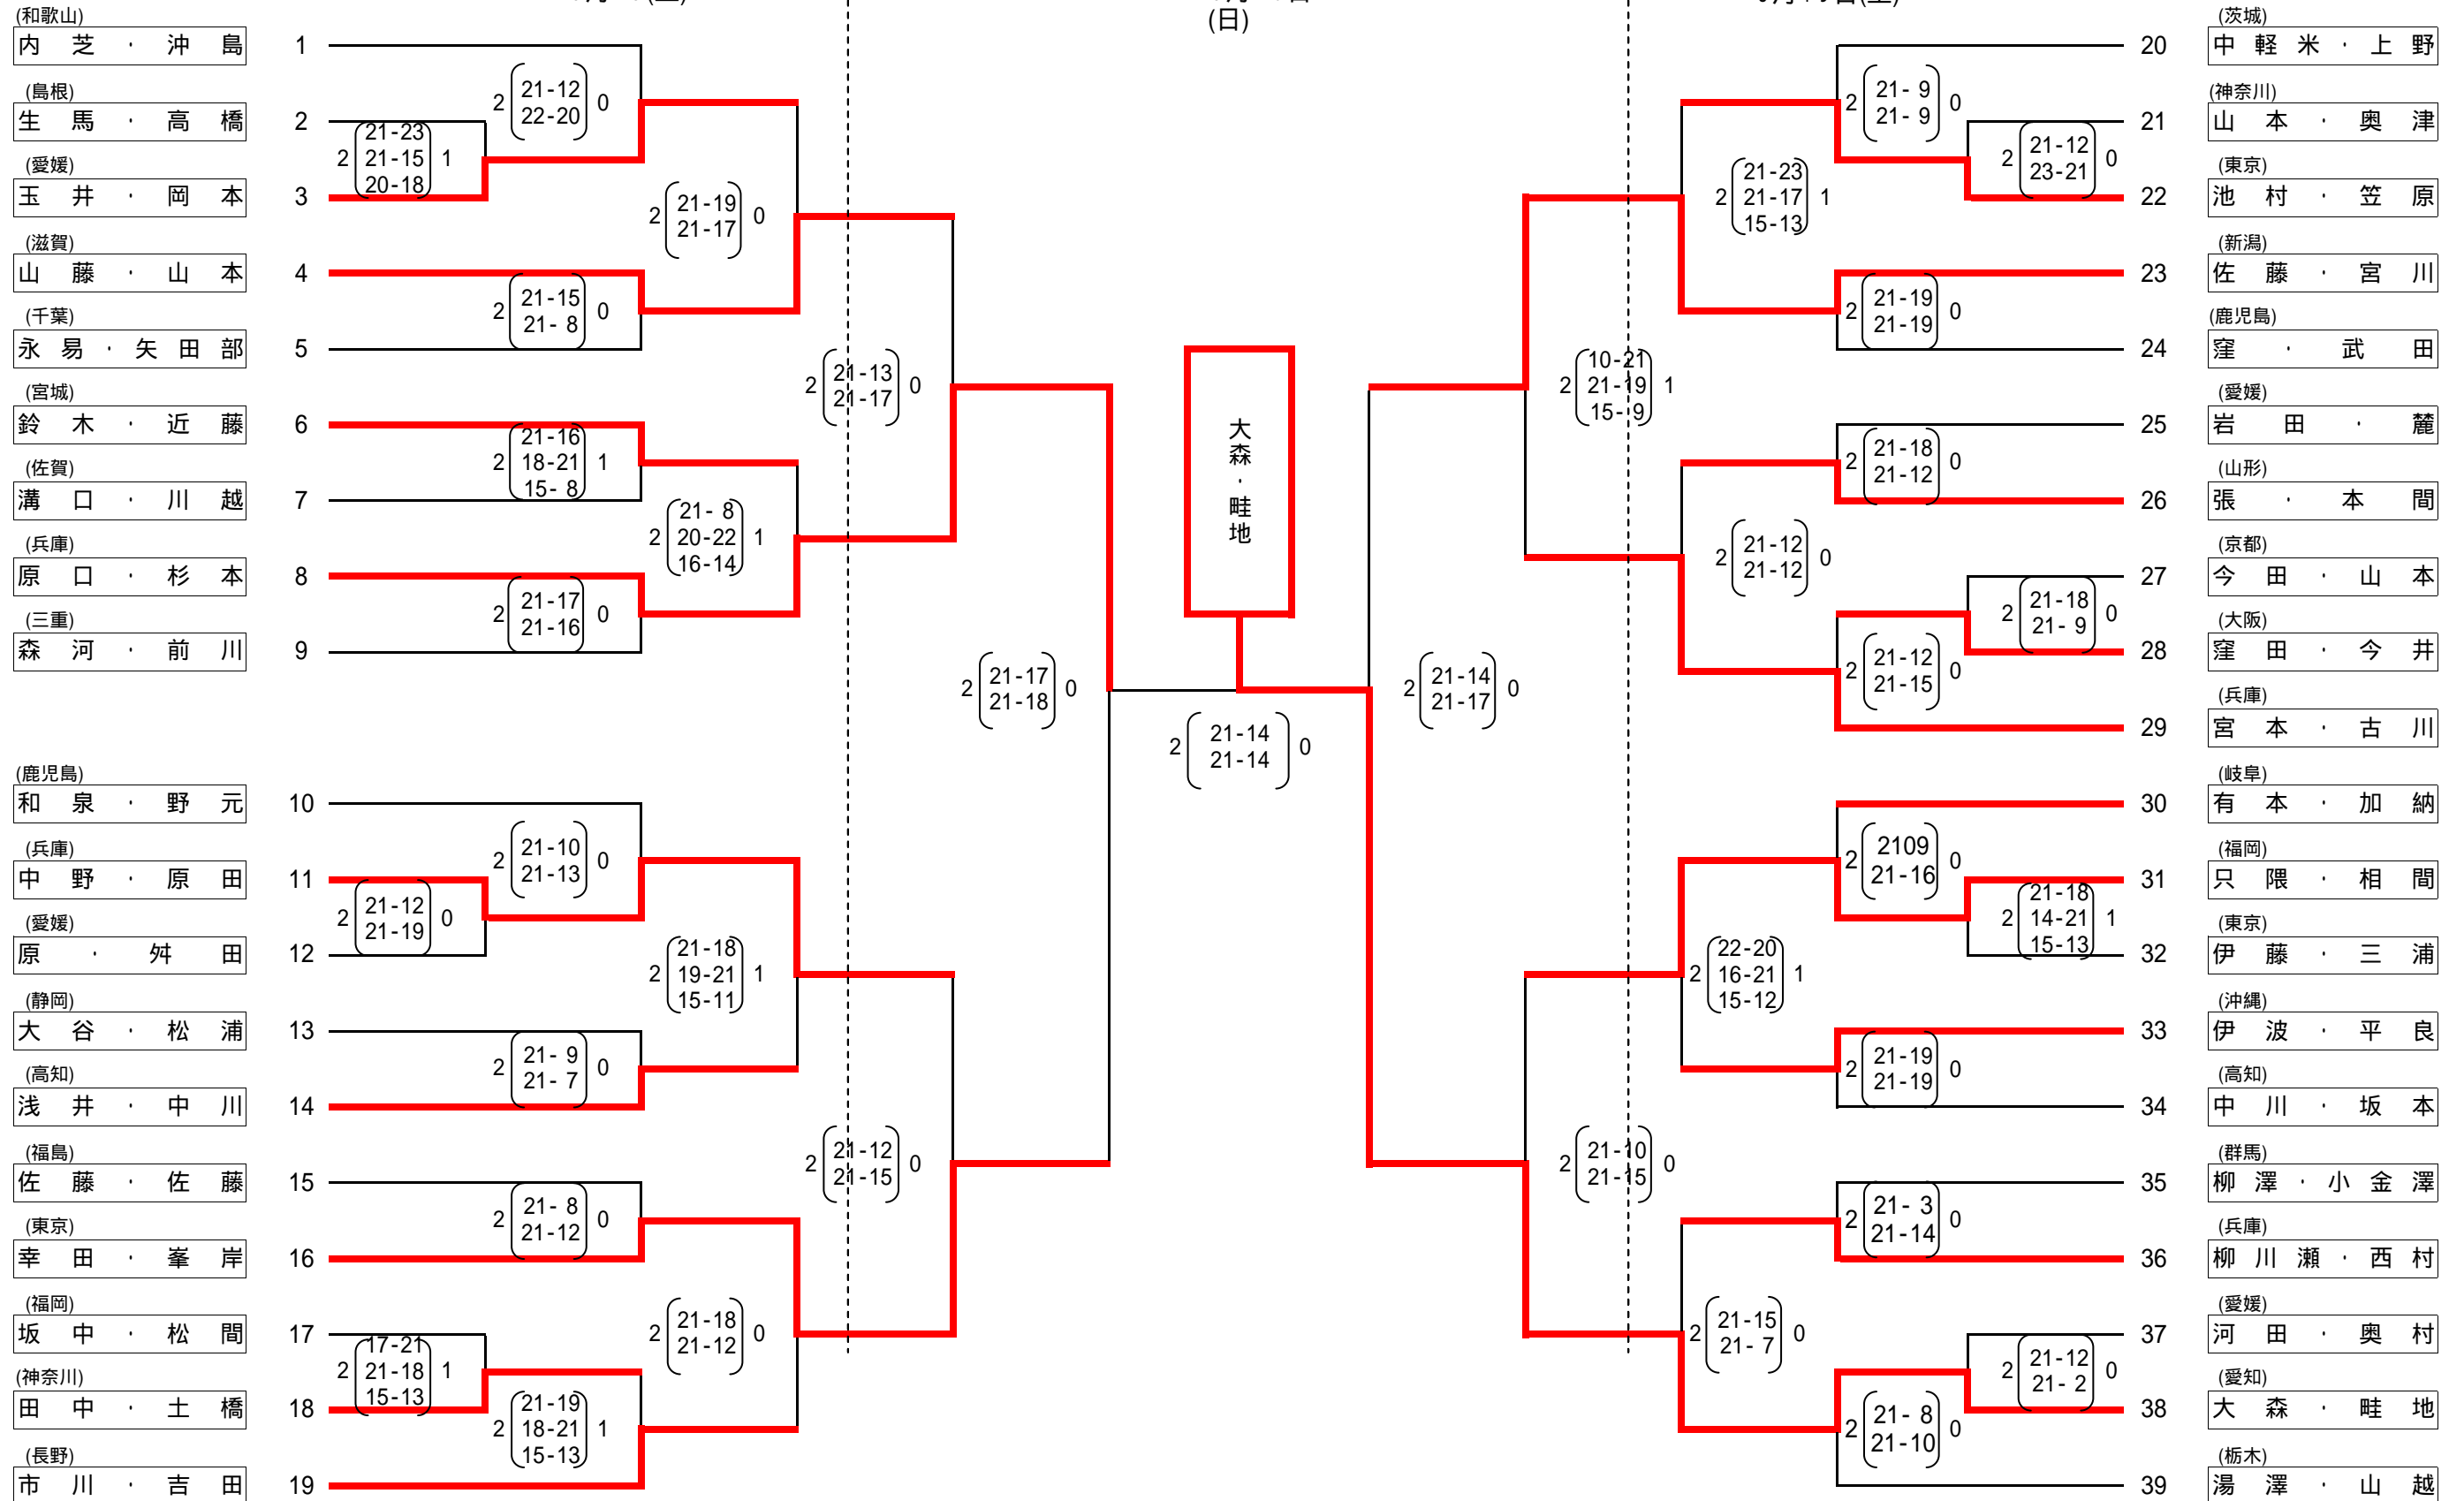 (日)
(和歌山)
内芝・沖島 1
(島根)
生馬・高橋 2
(愛媛)
玉井・岡本 3
(滋賀)
山藤・山本 4
(千葉)
永易・矢田部 5
(宮城)
鈴木・近藤 6
(佐賀)
溝口・川越 7
(兵庫)
原口・杉本 8
(三重)
森河・前川 9
(鹿児島)
和泉・野元 10
(兵庫)
中野・原田 11
(愛媛)
原・舛田 12
(静岡)
大谷・松浦 13
(高知)
浅井・中川 14
(福島)
佐藤・佐藤 15
(東京)
幸田・峯岸 16
(福岡)
坂中・松間 17
(神奈川)
田中・土橋 18
(長野)
市川・吉田 19
21-23
2 21-15 1
20-18
21-12
2 21-19 0
17-21
2 21-18 1
15-13
2 21-12 0
22-20
2 21-15 0
21- 8
21-16
2 18-21 1
15- 8
2 21-17 0
21-16
2 21-10 0
21-13
2 21- 9 0
21- 7
2 21- 8 0
21-12
21-19
2 18-21 1
15-13
2 21-19 0
21-17
21- 8
2 20-22 1
16-14
21-18
2 19-21 1
15-11
2 21-18 0
21-12
2 21-13 0
21-17
2 21-12 0
21-15
2 21-17 0
21-18
大森・畦地
2 21-14 0
21-14
2 21-14 0
21-17
10-21
2 21-19 1
15- 9
2 21-10 0
21-15
21-23
2 21-17 1
15-13
2 21-12 0
21-12
22-20
2 16-21 1
15-12
2 21-15 0
21- 7
2 21- 9 0
21- 9
2 21-19 0
21-19
2 21-18 0
21-12
2 21-12 0
21-15
2 2109 0
21-16
2 21-19 0
21-19
2 21- 3 0
21-14
2 21- 8 0
21-10
2 21-12 0
23-21
2 21-18 0
21- 9
21-18
2 14-21 1
15-13
2 21-12 0
21- 2
(茨城)
20 中軽米・上野
(神奈川)
21 山本・奥津
(東京)
22 池村・笠原
(新潟)
23 佐藤・宮川
(鹿児島)
24 窪・武田
(愛媛)
25 岩田・麓
(山形)
26 張・本間
(京都)
27 今田・山本
(大阪)
28 窪田・今井
(兵庫)
29 宮本・古川
(岐阜)
30 有本・加納
(福岡)
31 只隈・相間
(東京)
32 伊藤・三浦
(沖縄)
33 伊波・平良
(高知)
34 中川・坂本
(群馬)
35 柳澤・小金澤
(兵庫)
36 柳川瀬・西村
(愛媛)
37 河田・奥村
(愛知)
38 大森・畦地
(栃木)
39 湯澤・山越